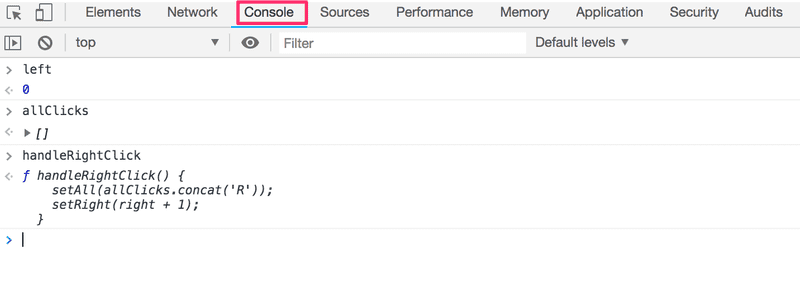 Elements Network Console Sources Performance Memory Application Security Audits
top Filter Default levels
left
0
allClicks
[]
handleRightClick
ƒ handleRightClick() {
    setAll(allClicks.concat('R'));
    setRight(right + 1);
  }